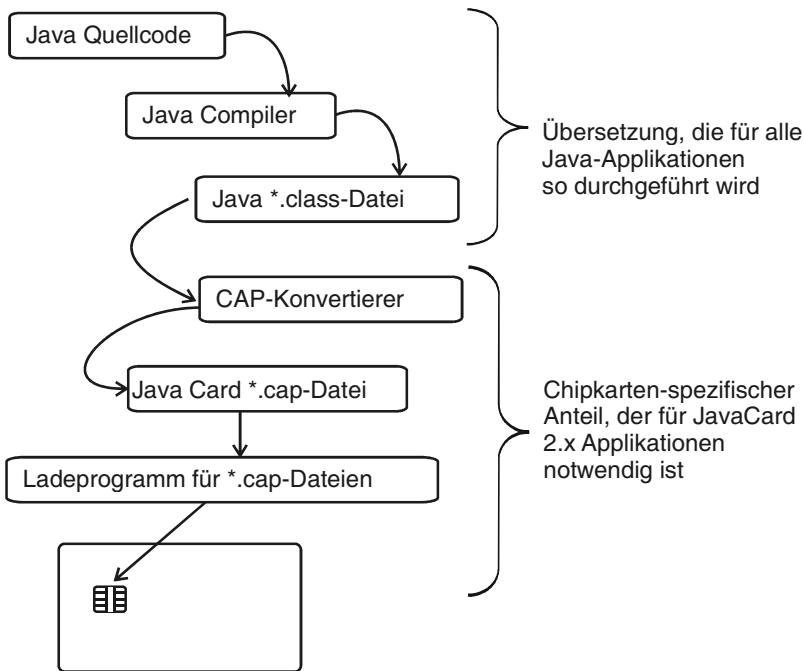 Java Quellcode
Java Compiler
Java *.class-Datei
Übersetzung, die für alle
Java-Applikationen
so durchgeführt wird
CAP-Konvertierer
Java Card *.cap-Datei
Ladeprogramm für *.cap-Dateien
Chipkarten-spezifischer
Anteil, der für JavaCard
2.x Applikationen
notwendig ist